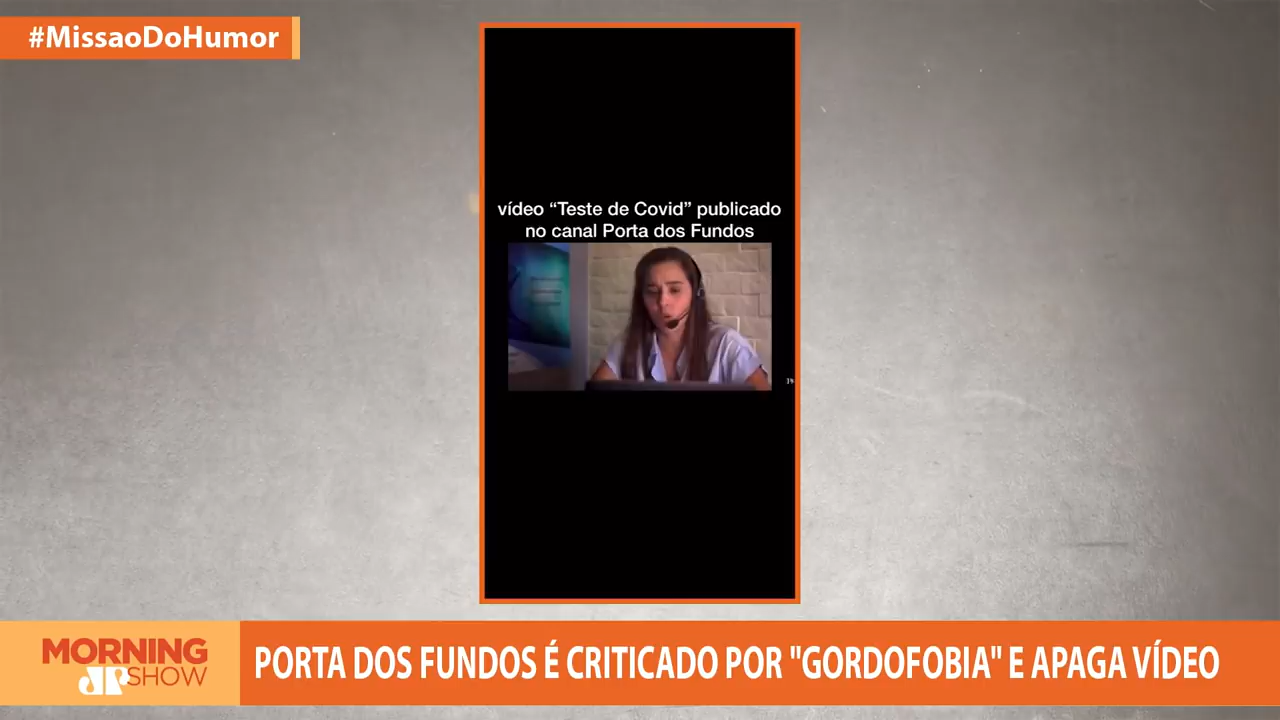 #MissaoDoHumor
vídeo “Teste de Covid” publicado
no canal Porta dos Fundos
MORNING
JP SHOW
PORTA DOS FUNDOS É CRITICADO POR "GORDOFOBIA" E APAGA VÍDEO